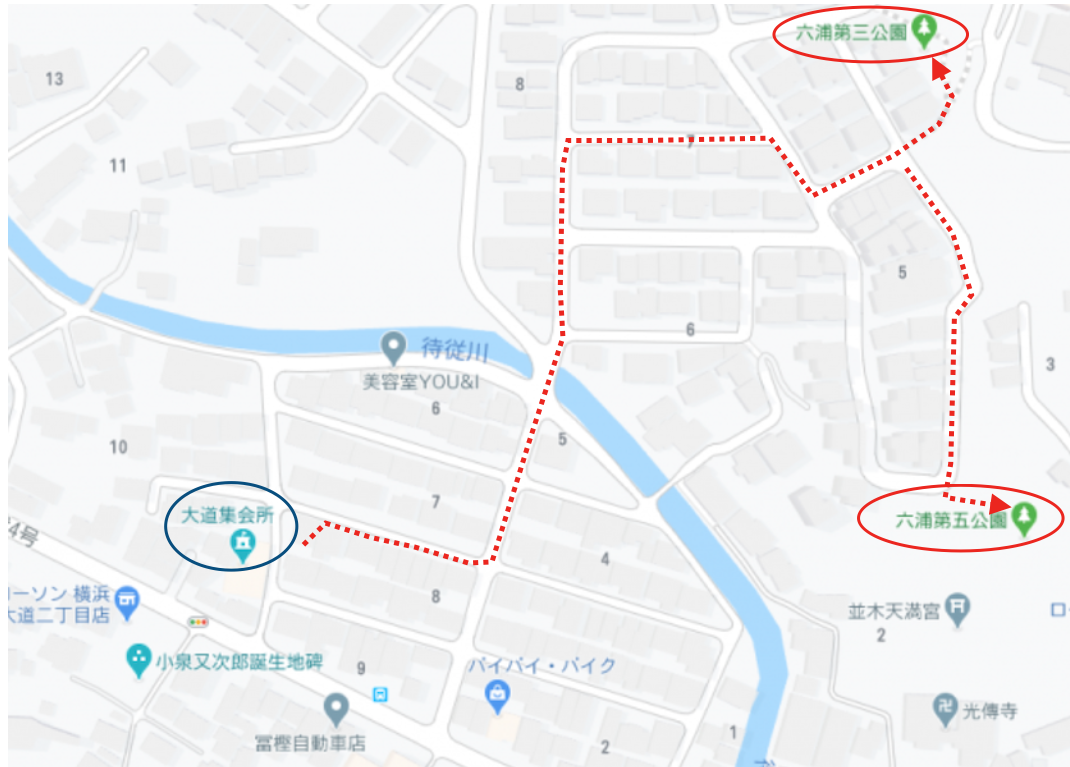 六浦第三公園
13
8
7
11
5
6
3
待従川
美容室YOU&I
6
5
10
7
大道集会所
六浦第五公園
4号
4
ローソン 横浜
大道二丁目店
8
並木天満宮
2
小泉又次郎誕生地碑
9
バイバイ・バイク
光傳寺
冨樫自動車店
2
1